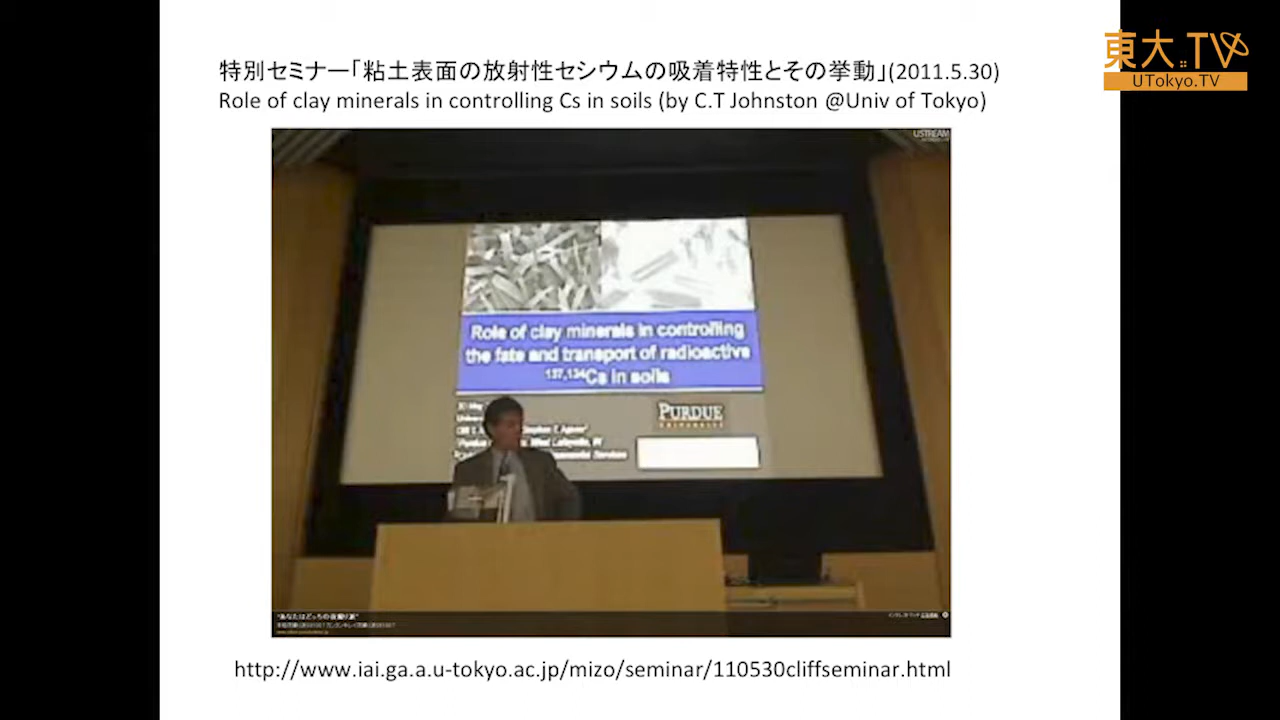 東大TV
UTokyo.TV
特別セミナー「粘土表面の放射性セシウムの吸着特性とその挙動」(2011.5.30)
Role of clay minerals in controlling Cs in soils (by C.T Johnston @Univ of Tokyo)
USTREAM
Role of clay minerals in controlling
the fate and transport of radioactive
137,134Cs in soils
PURDUE
UNIVERSITY
http://www.iai.ga.a.u-tokyo.ac.jp/mizo/seminar/110530cliffseminar.html